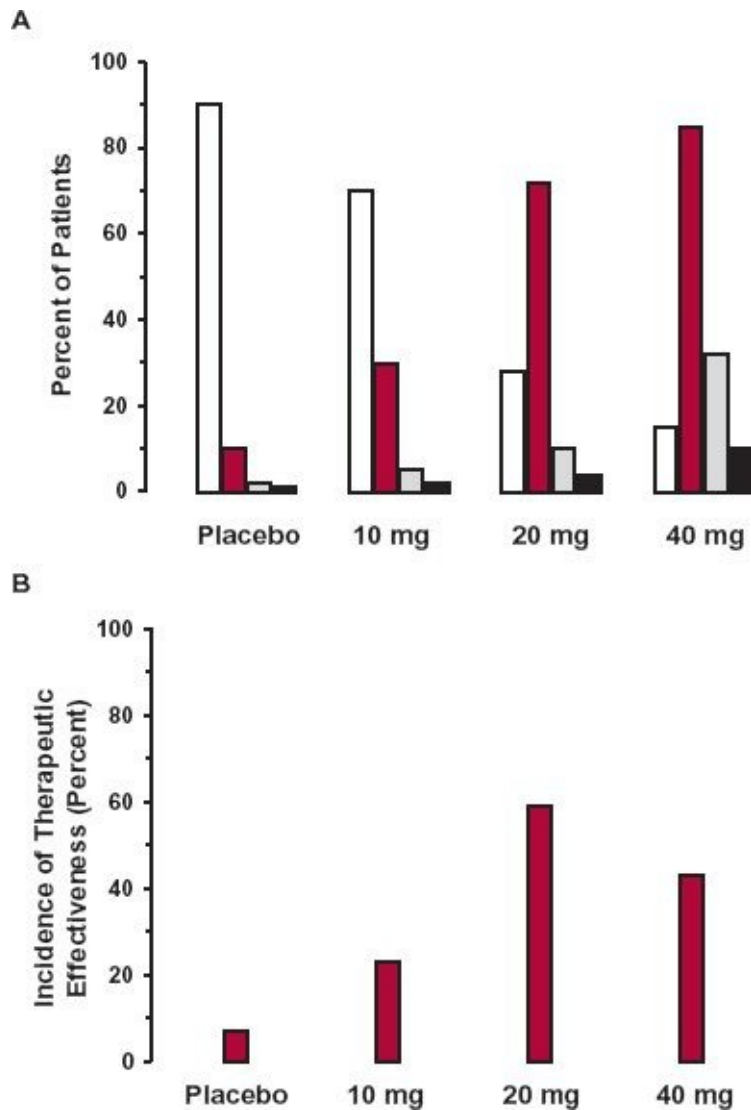 A
100
80
60
40
20
0
Percent of Patients
Placebo 10 mg 20 mg 40 mg
B
100
80
60
40
20
0
Incidence of Therapeutic
Effectiveness (Percent)
Placebo 10 mg 20 mg 40 mg